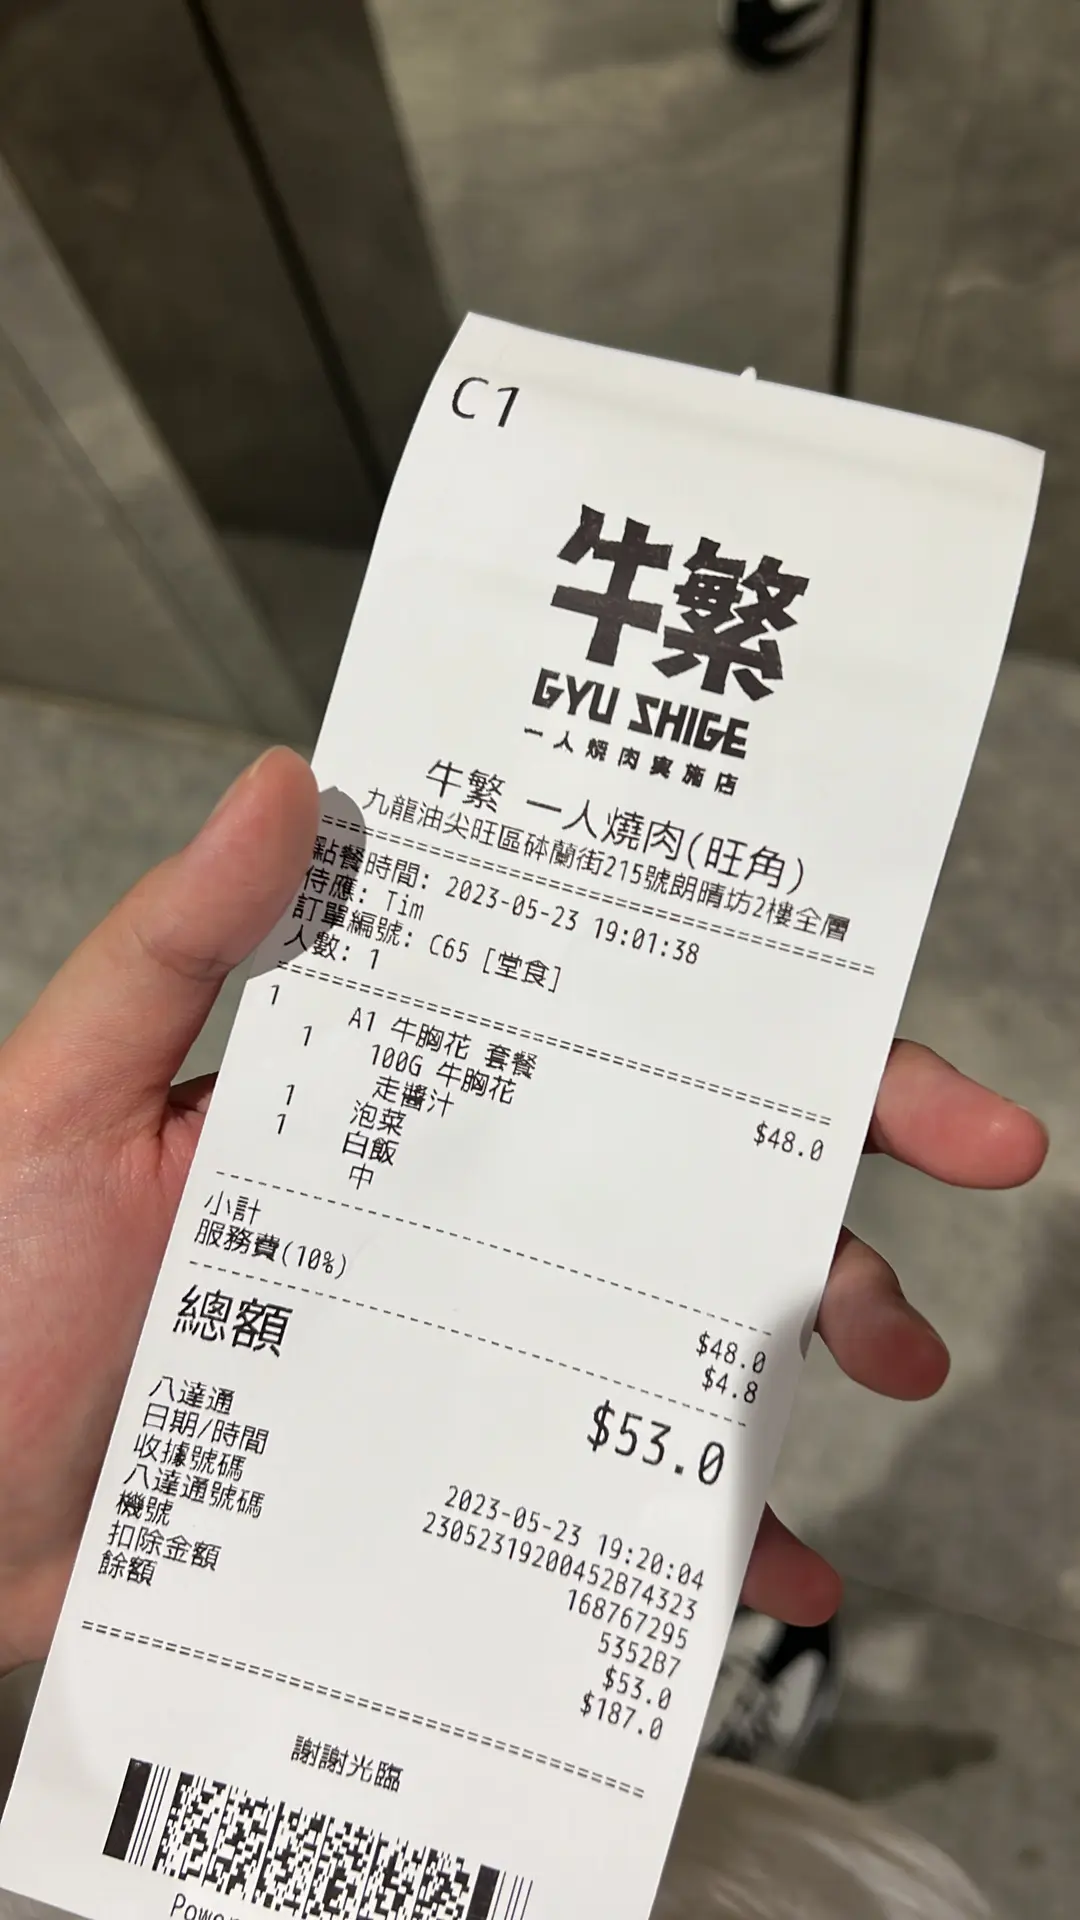 C1
牛繁
GYU SHIGE
一人焼肉実施店
牛繁 一人燒肉(旺角)
九龍油尖旺區砵蘭街215號朗晴坊2樓全層
點餐時間: 2023-05-23 19:01:38
侍應: Tim
訂單編號: C65 [堂食]
人數: 1
1 A1 牛胸花 套餐 $48.0
1 100G 牛胸花
走醬汁
1 泡菜
1 白飯
中
小計 $48.0
服務費(10%) $4.8
總額 $53.0
八達通
日期/時間 2023-05-23 19:20:04
收據號碼 23052319200452B74323
八達通號碼 168767295
機號 5352B7
扣除金額 $53.0
餘額 $187.0
謝謝光臨